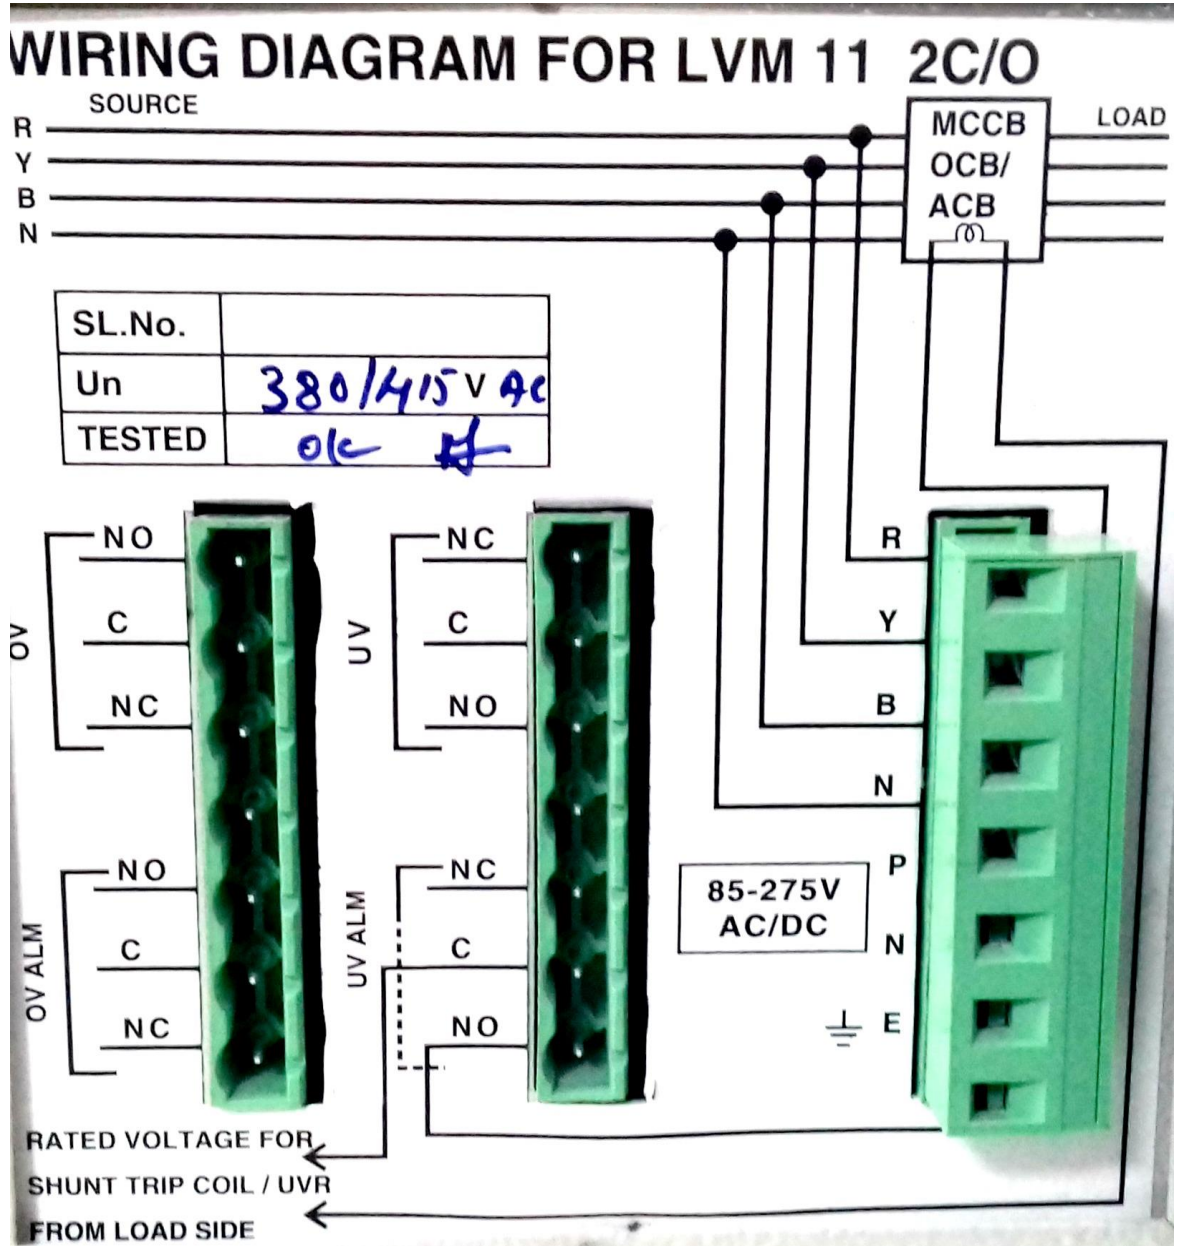 WIRING DIAGRAM FOR LVM 11 2C/O
SOURCE
LOAD
R
Y
B
N
MCCB
OCB/
ACB
SL.No.
Un 380/415 V AC
TESTED ok
OV
NO
C
NC
UV
NC
C
NO
R
Y
B
N
P
N
E
85-275V
AC/DC
OV ALM
NO
C
NC
UV ALM
NC
C
NO
RATED VOLTAGE FOR
SHUNT TRIP COIL / UVR
FROM LOAD SIDE